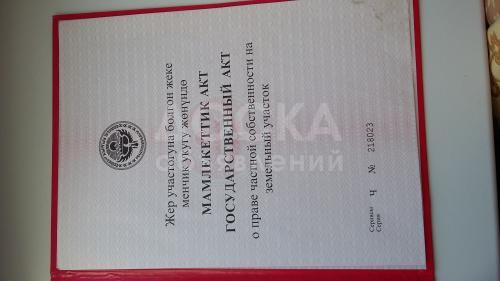 Жер участогуна болгон жеке
менчик укугу жөнүндө
МАМЛЕКЕТТИК АКТ
ГОСУДАРСТВЕННЫЙ АКТ
о праве частной собственности на
земельный участок
Сериясы
Серия Ч № 218023